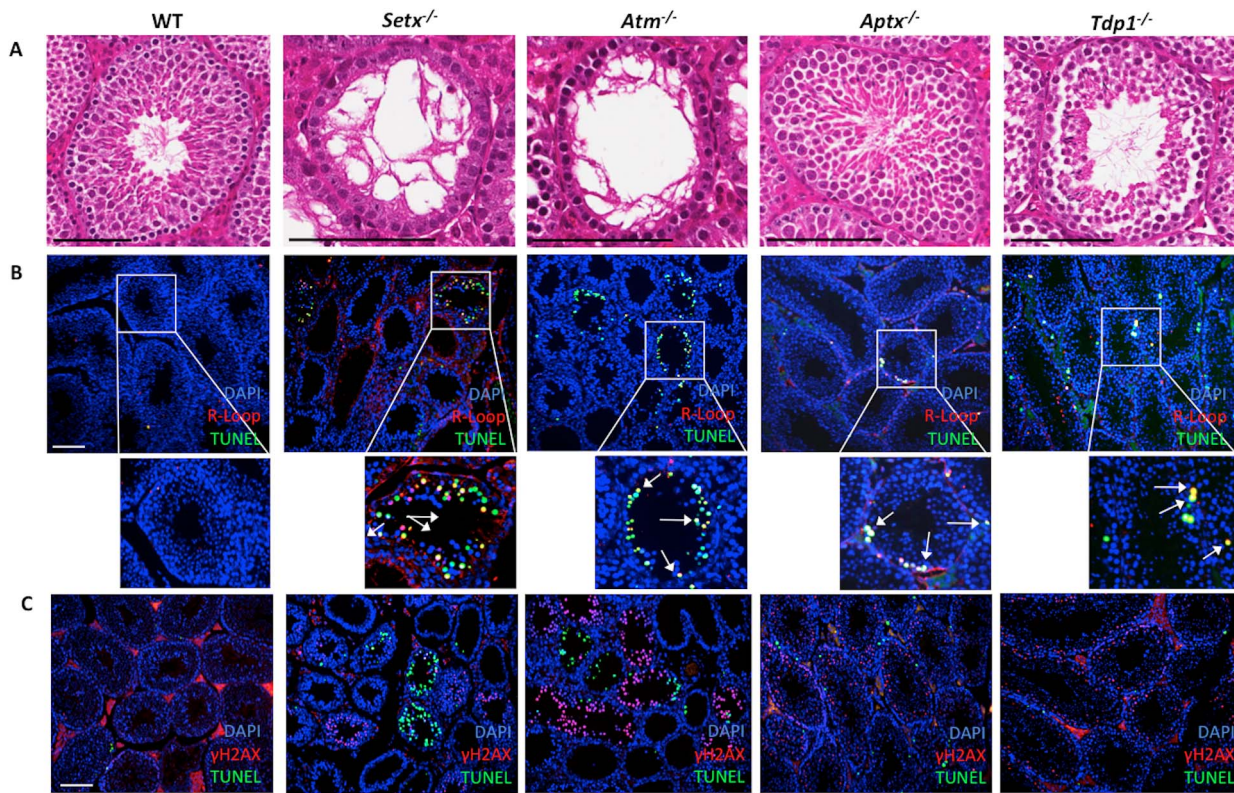 WT Setx-/- Atm-/- Aptx-/- Tdp1-/-
A
B
DAPI DAPI DAPI DAPI DAPI
R-Loop R-Loop R-Loop R-Loop R-Loop
TUNEL TUNEL TUNEL TUNEL TUNEL
C
DAPI DAPI DAPI DAPI DAPI
γH2AX γH2AX γH2AX γH2AX γH2AX
TUNEL TUNEL TUNEL TUNEL TUNEL